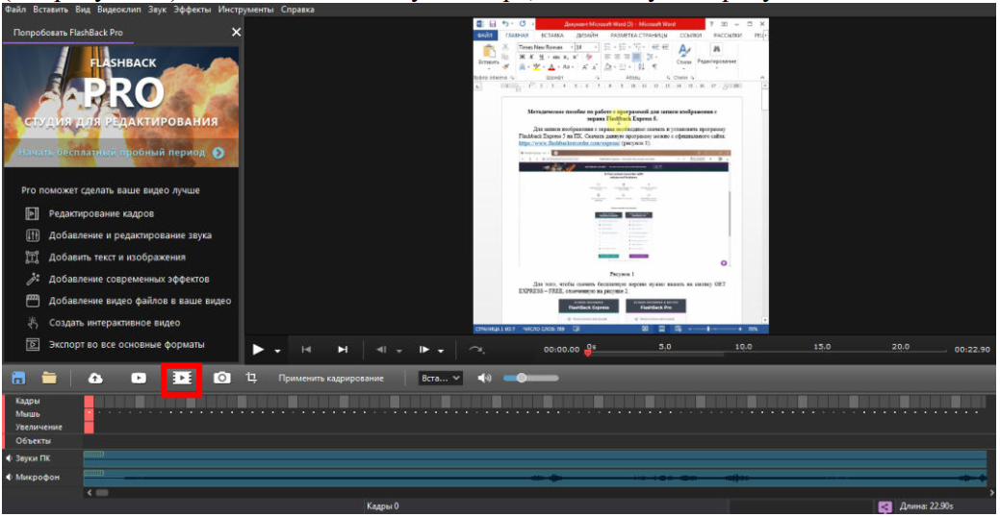 Файл Вставить Вид Видеоклип Звук Эффекты Инструменты Справка
Попробовать FlashBack Pro
FLASHBACK
PRO
СТУДИЯ ДЛЯ РЕДАКТИРОВАНИЯ
Начать бесплатный пробный период
Pro поможет сделать ваше видео лучше
Редактирование кадров
Добавление и редактирование звука
Добавить текст и изображения
Добавление современных эффектов
Добавление видео файлов в ваше видео
Создать интерактивное видео
Экспорт во все основные форматы
Документ Microsoft Word (2) - Microsoft Word
ФАЙЛ ГЛАВНАЯ ВСТАВКА ДИЗАЙН РАЗМЕТКА СТРАНИЦЫ ССЫЛКИ РАССЫЛКИ
Times New Roman
Вставить
Стили Редактирование
Шрифт Абзац Стили
Методическое пособие по работе с программой для записи изображения с
экрана FlashBack Express 5.
Для записи изображения с экрана необходимо скачать и установить программу
FlashBack Express 5 на ПК. Скачать данную программу можно с официального сайта:
https://www.flashbackrecorder.com/express/ (рисунок 1).
Рисунок 1
Для того, чтобы скачать бесплатную версию нужно нажать на кнопку GET
EXPRESS – FREE, отмеченную на рисунке 2.
FlashBack Express FlashBack Pro
СТРАНИЦА 1 ИЗ 7 ЧИСЛО СЛОВ: 789
00:00.00 0s 5.0 10.0 15.0 20.0 00:22.90
Применить кадрирование Вста...
Кадры
Мышь
Увеличение
Объекты
Звуки ПК
Микрофон
Кадры 0
Длина: 22.90s